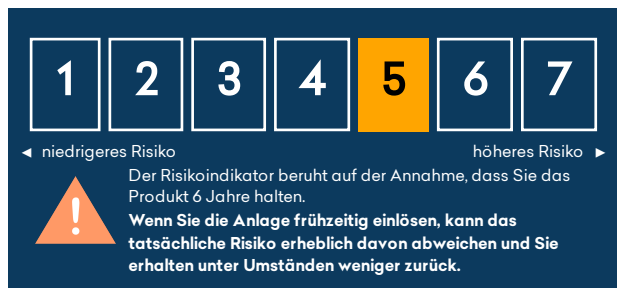 1 2 3 4 5 6 7
◄ niedrigeres Risiko höheres Risiko ►
Der Risikoindikator beruht auf der Annahme, dass Sie das
Produkt 6 Jahre halten.
Wenn Sie die Anlage frühzeitig einlösen, kann das
tatsächliche Risiko erheblich davon abweichen und Sie
erhalten unter Umständen weniger zurück.
!